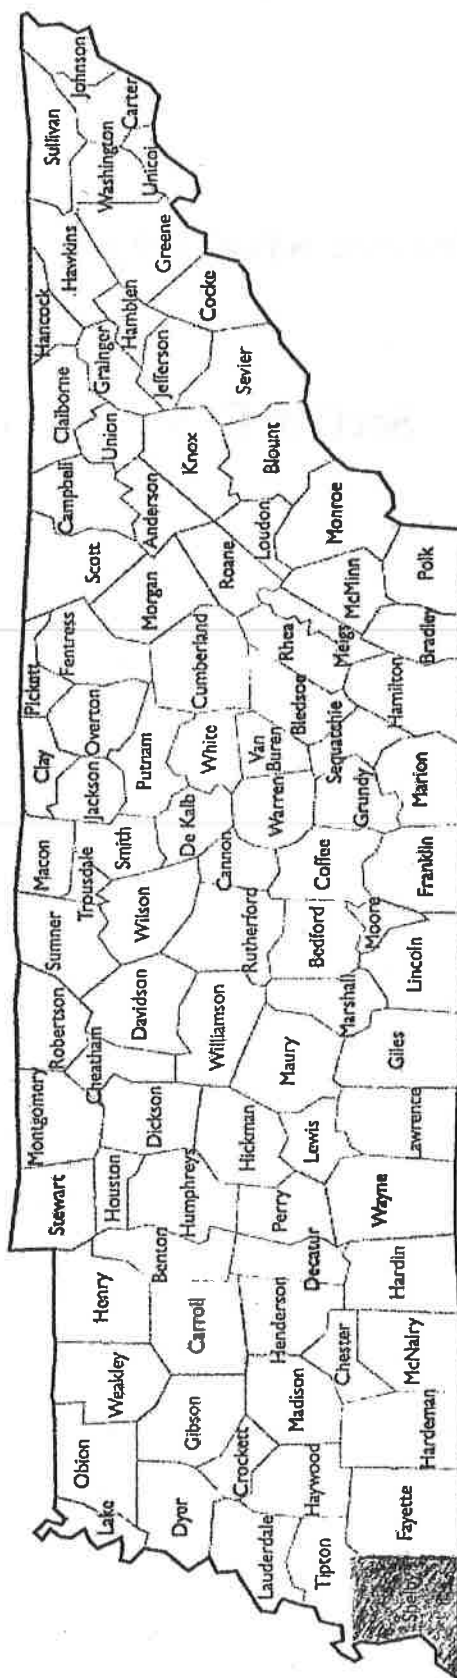 Lake
Obion
Weakley
Henry
Stewart
Montgomery
Robertson
Sumner
Macon
Clay
Pickett
Fentress
Scott
Campbell
Claiborne
Hancock
Hawkins
Sullivan
Johnson
Carter
Washington
Unicoi
Greene
Hamblen
Grainger
Union
Anderson
Morgan
Overton
Jackson
Putnam
Smith
Trousdale
Wilson
Davidson
Cheatham
Dickson
Houston
Humphreys
Benton
Carroll
Gibson
Dyer
Lauderdale
Crockett
Haywood
Madison
Henderson
Decatur
Perry
Hickman
Lewis
Williamson
Maury
Rutherford
Cannon
De Kalb
White
Warren
Van
Buren
Cumberland
Bledsoe
Rhea
Roane
Loudon
Knox
Jefferson
Cocke
Sevier
Blount
Monroe
McMinn
Meigs
Polk
Bradley
Hamilton
Sequatchie
Grundy
Marion
Coffee
Franklin
Bedford
Moore
Lincoln
Marshall
Giles
Lawrence
Wayne
Hardin
Chester
McNairy
Hardeman
Fayette
Tipton
Shelby